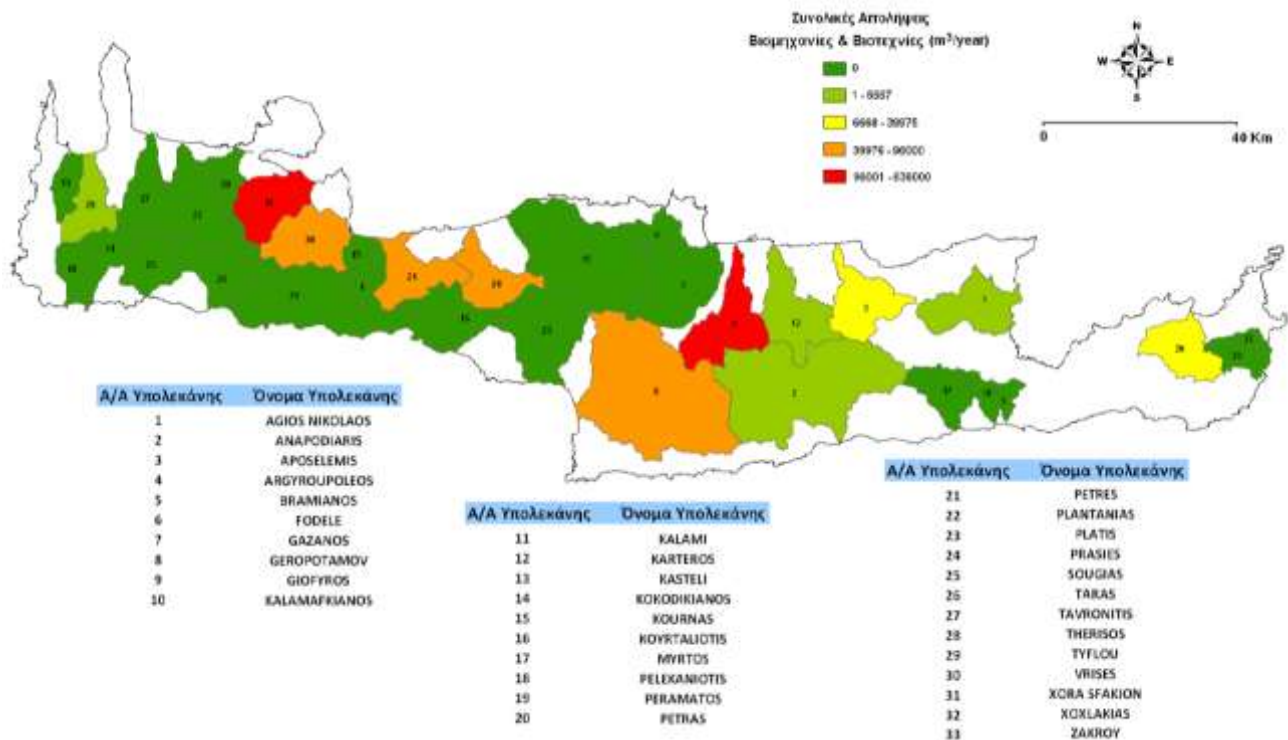 Συνολικές Απολήψεις
Βιομηχανίες & Βιοτεχνίες (m³/year)
0
1 - 6667
6668 - 39975
39976 - 96000
96001 - 636000
N
W E
S
0 40 Km
Α/Α Υπολεκάνης Όνομα Υπολεκάνης
1 AGIOS NIKOLAOS
2 ANAPODIARIS
3 APOSELEMIS
4 ARGYROUPOLEOS
5 BRAMIANOS
6 FODELE
7 GAZANOS
8 GEROPOTAMOV
9 GIOFYROS
10 KALAMAFKIANOS
Α/Α Υπολεκάνης Όνομα Υπολεκάνης
11 KALAMI
12 KARTEROS
13 KASTELI
14 KOKODIKIANOS
15 KOURNAS
16 KOYRTALIOTIS
17 MYRTOS
18 PELEKANIOTIS
19 PERAMATOS
20 PETRAS
Α/Α Υπολεκάνης Όνομα Υπολεκάνης
21 PETRES
22 PLANTANIAS
23 PLATIS
24 PRASIES
25 SOUGIAS
26 TARAS
27 TAVRONITIS
28 THERISOS
29 TYFLOU
30 VRISES
31 XORA SFAKION
32 XOXLAKIAS
33 ZAKROY